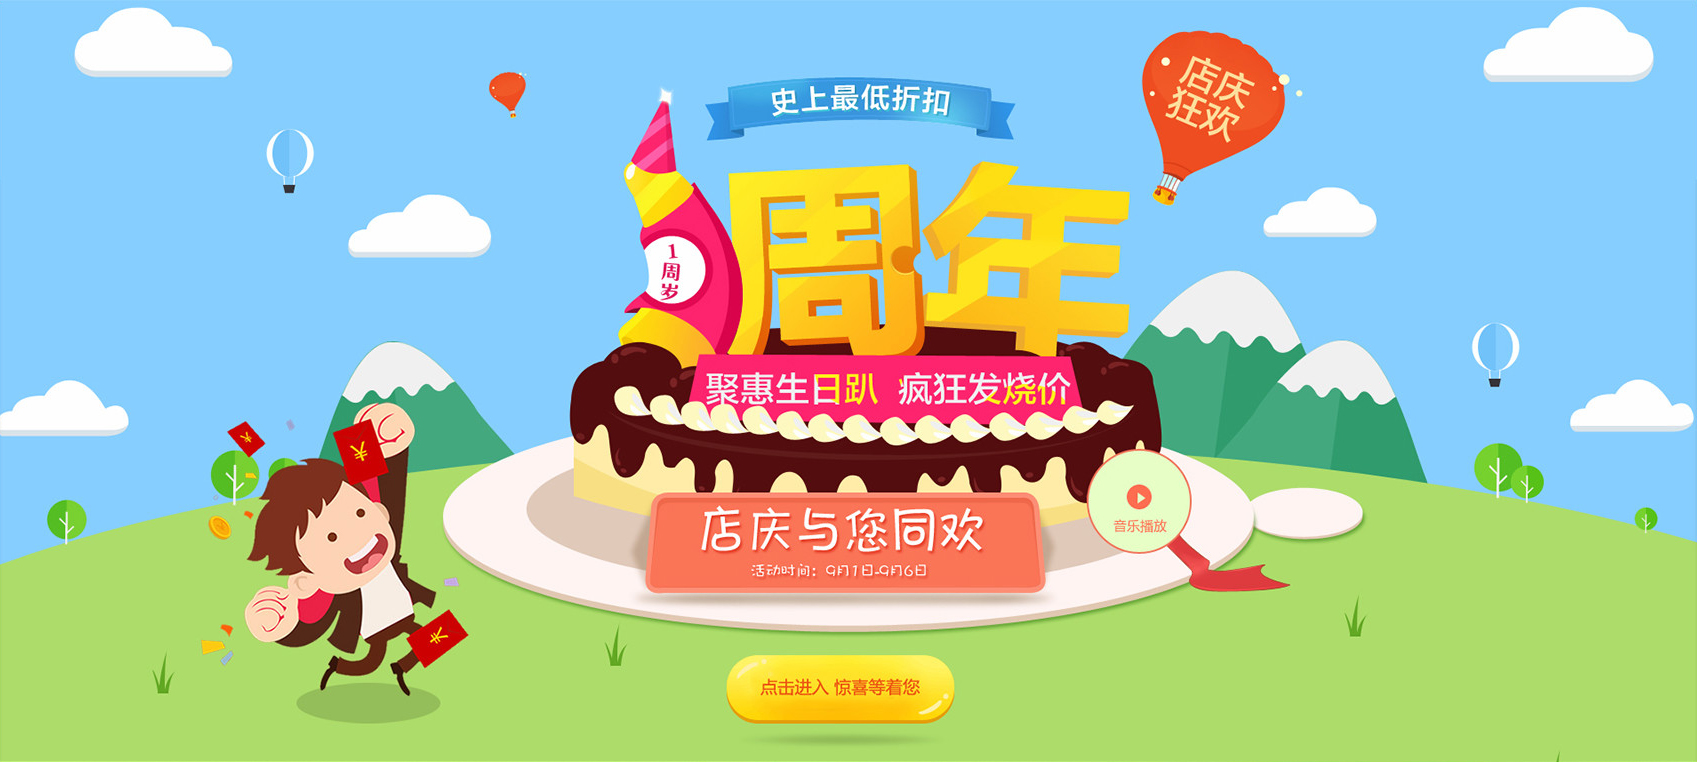 史上最低折扣
店庆
狂欢
周年
1
周
岁
聚惠生日趴 疯狂发烧价
店庆与您同欢
活动时间：9月1日-9月6日
音乐播放
点击进入 惊喜等着您